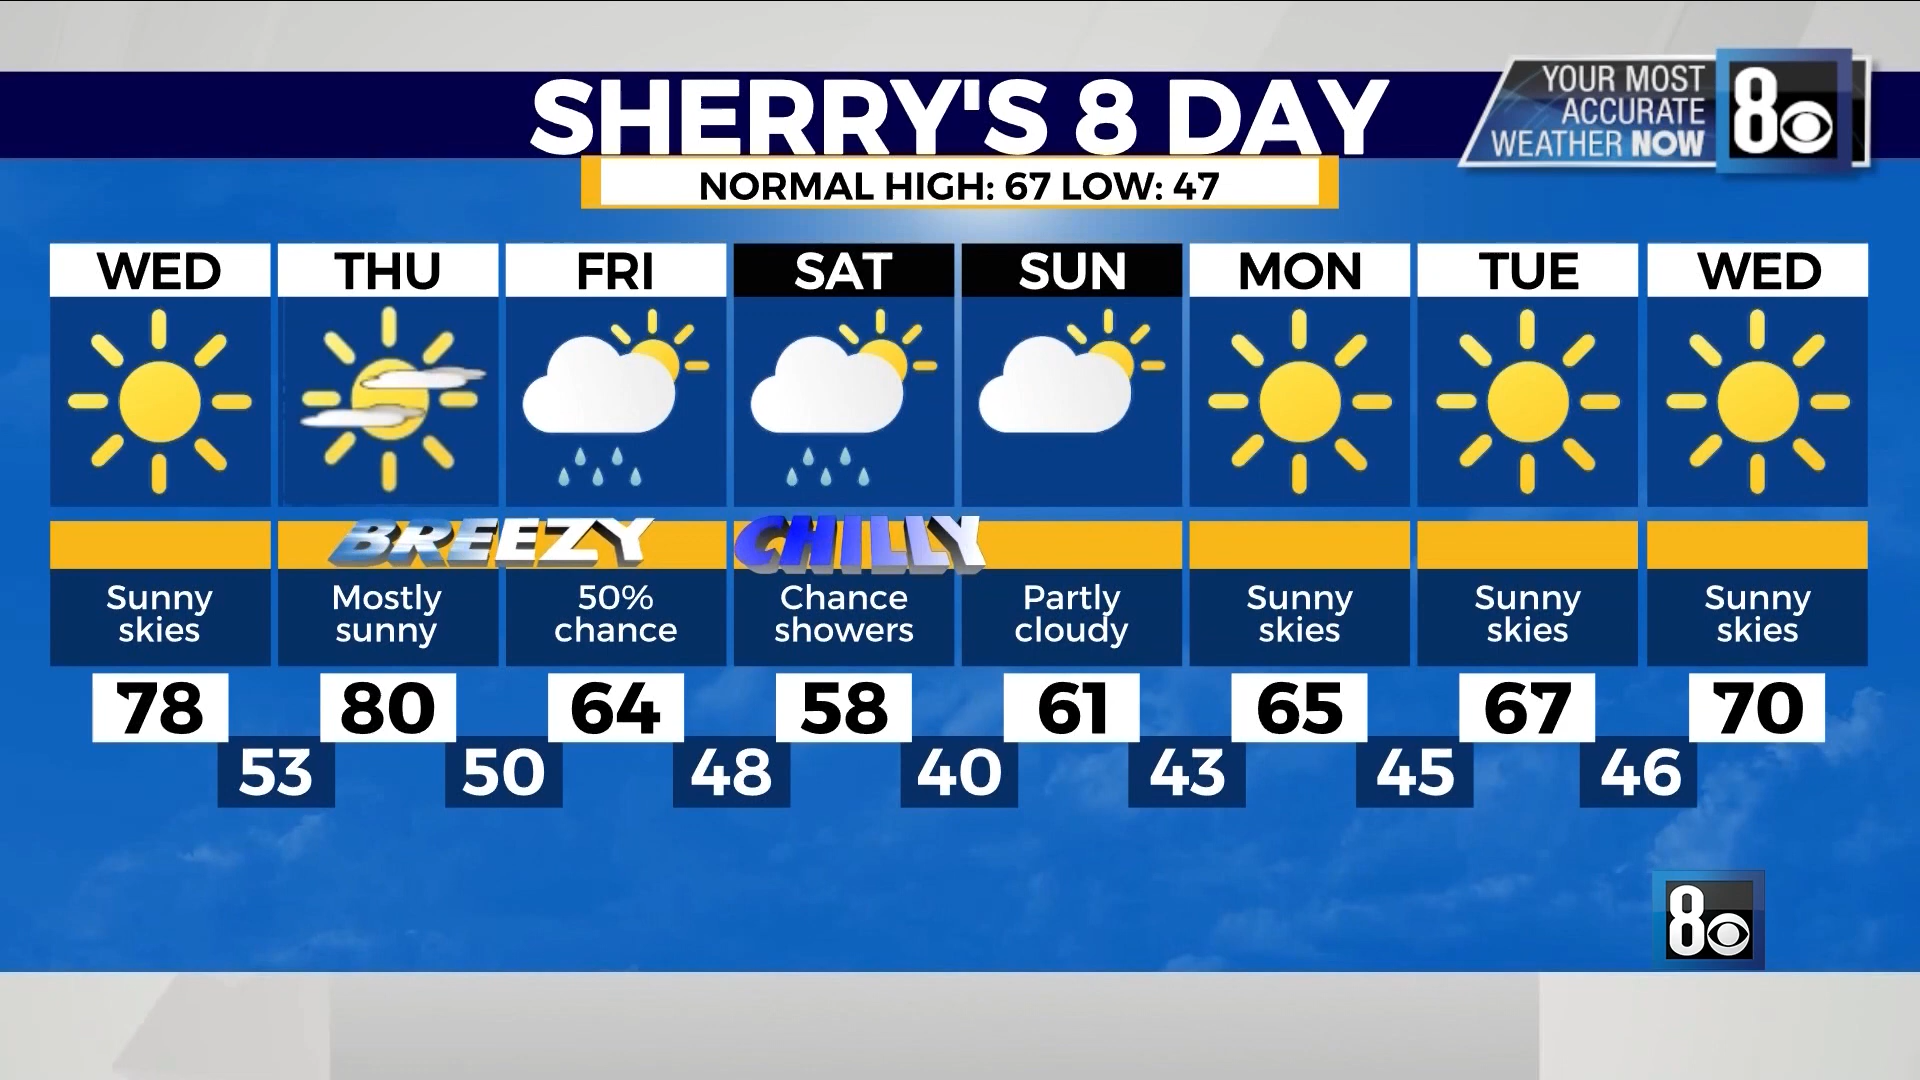 SHERRY'S 8 DAY
YOUR MOST
ACCURATE
WEATHER NOW
8
NORMAL HIGH: 67 LOW: 47
WED THU FRI SAT SUN MON TUE WED
BREEZY CHILLY
Sunny skies
Mostly sunny
50% chance
Chance showers
Partly cloudy
Sunny skies
Sunny skies
Sunny skies
78 80 64 58 61 65 67 70
53 50 48 40 43 45 46
8